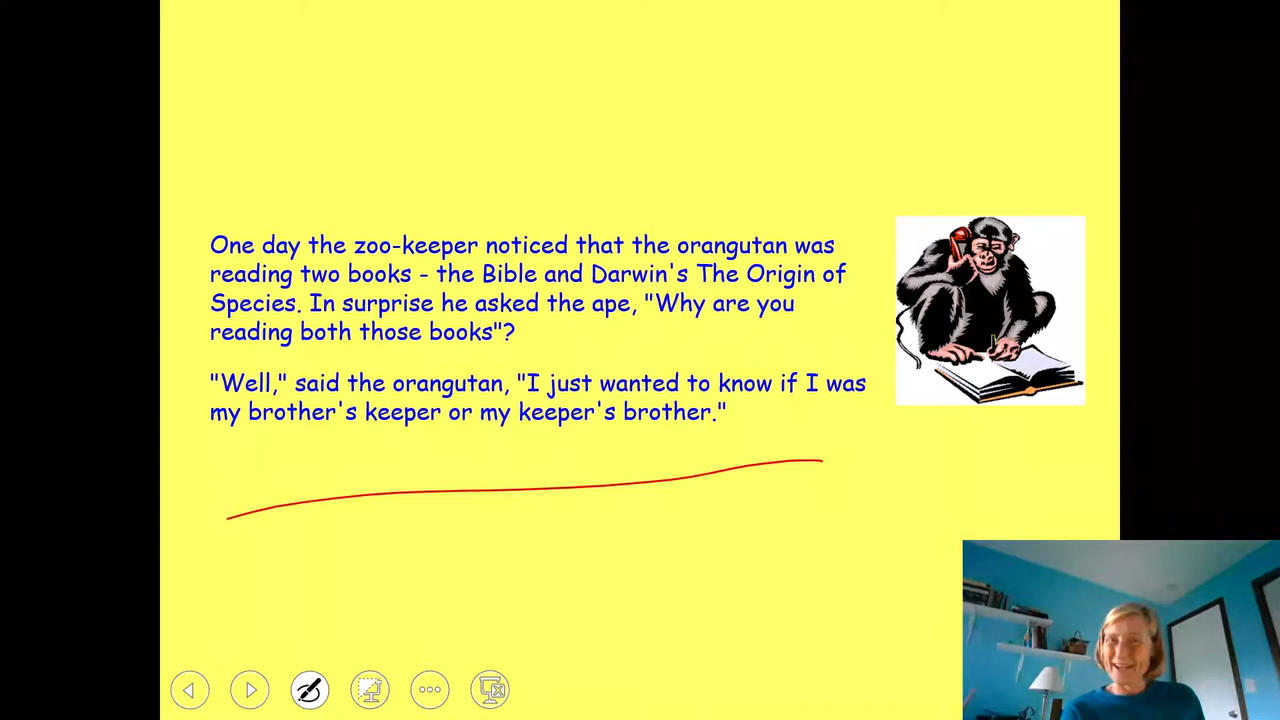 One day the zoo-keeper noticed that the orangutan was
reading two books - the Bible and Darwin's The Origin of
Species. In surprise he asked the ape, "Why are you
reading both those books"?
"Well," said the orangutan, "I just wanted to know if I was
my brother's keeper or my keeper's brother."